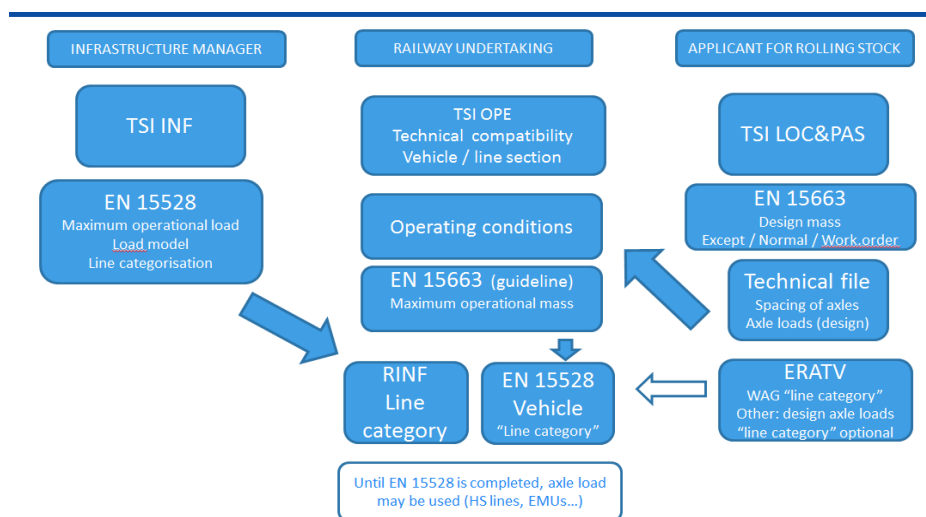 INFRASTRUCTURE MANAGER
RAILWAY UNDERTAKING
APPLICANT FOR ROLLING STOCK
TSI INF
EN 15528
Maximum operational load
Load model
Line categorisation
TSI OPE
Technical compatibility
Vehicle / line section
Operating conditions
EN 15663 (guideline)
Maximum operational mass
TSI LOC&PAS
EN 15663
Design mass
Except / Normal / Work.order
Technical file
Spacing of axles
Axle loads (design)
RINF
Line
category
EN 15528
Vehicle
“Line category”
ERATV
WAG “line category”
Other: design axle loads
“line category” optional
Until EN 15528 is completed, axle load
may be used (HS lines, EMUs...)